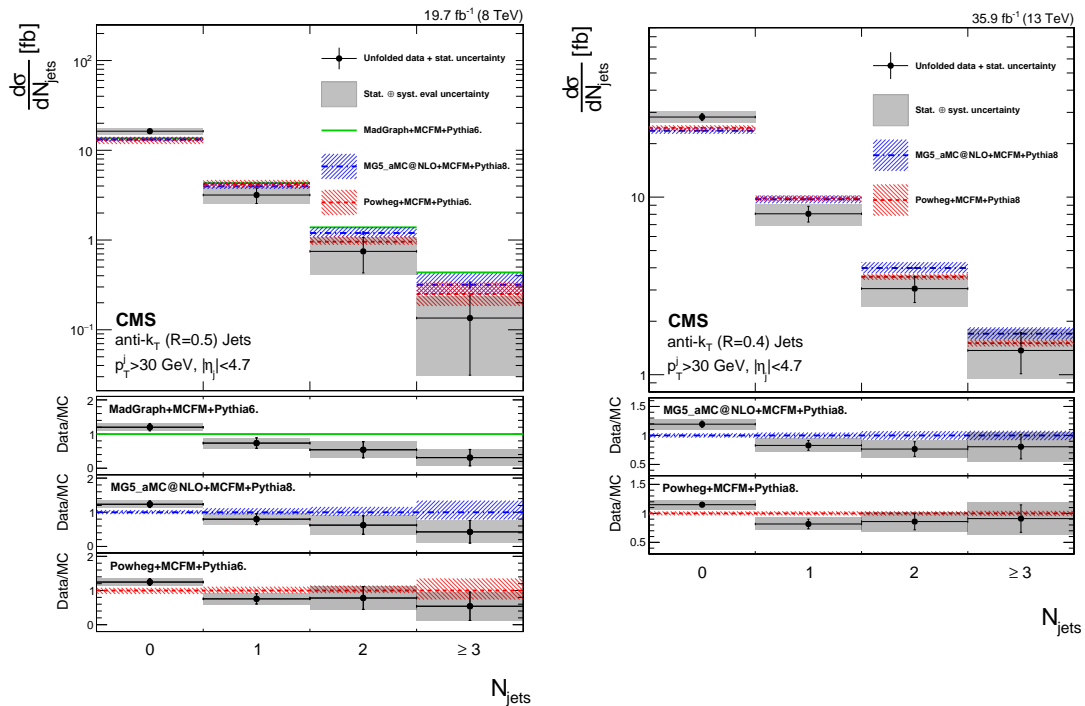 19.7 fb⁻¹ (8 TeV)
dσ/dN_jets [fb]
10²
10
1
10⁻¹
Unfolded data + stat. uncertainty
Stat. ⊕ syst. eval uncertainty
MadGraph+MCFM+Pythia6.
MG5_aMC@NLO+MCFM+Pythia8.
Powheg+MCFM+Pythia6.
CMS
anti-k_T (R=0.5) Jets
p_T^j>30 GeV, |η_j|<4.7
MadGraph+MCFM+Pythia6.
Data/MC
2
1
0
MG5_aMC@NLO+MCFM+Pythia8.
Data/MC
2
1
0
Powheg+MCFM+Pythia6.
Data/MC
2
1
0
0 1 2 ≥ 3
N_jets
35.9 fb⁻¹ (13 TeV)
dσ/dN_jets [fb]
10
1
Unfolded data + stat. uncertainty
Stat. ⊕ syst. uncertainty
MG5_aMC@NLO+MCFM+Pythia8
Powheg+MCFM+Pythia8
CMS
anti-k_T (R=0.4) Jets
p_T^j>30 GeV, |η_j|<4.7
MG5_aMC@NLO+MCFM+Pythia8.
Data/MC
1.5
1
0.5
Powheg+MCFM+Pythia8.
Data/MC
1.5
1
0.5
0 1 2 ≥ 3
N_jets